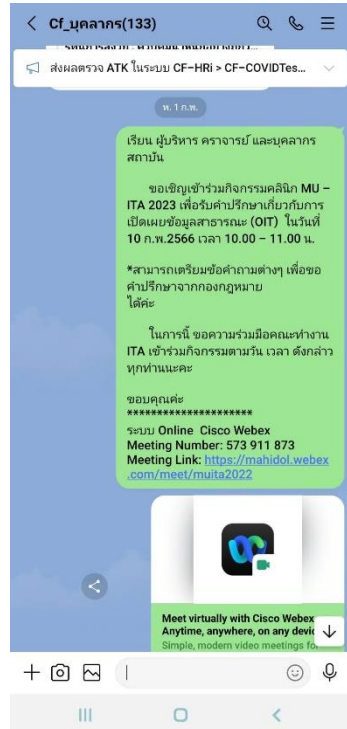 Cf_บุคลากร(133)
ส่งผลตรวจ ATK ในระบบ CF-HRi > CF-COVIDTes...
พ. 1 ก.พ.
เรียน ผู้บริหาร คราจารย์ และบุคลากร
สถาบัน
ขอเชิญเข้าร่วมกิจกรรมคลินิก MU –
ITA 2023 เพื่อรับคำปรึกษาเกี่ยวกับการ
เปิดเผยข้อมูลสาธารณะ (OIT) ในวันที่
10 ก.พ.2566 เวลา 10.00 – 11.00 น.
*สามารถเตรียมข้อคำถามต่างๆ เพื่อขอ
คำปรึกษาจากกองกฎหมาย
ได้ค่ะ
ในการนี้ ขอความร่วมมือคณะทำงาน
ITA เข้าร่วมกิจกรรมตามวัน เวลา ดังกล่าว
ทุกท่านนะคะ
ขอบคุณค่ะ
*********************
ระบบ Online Cisco Webex
Meeting Number: 573 911 873
Meeting Link: https://mahidol.webex
.com/meet/muita2022
Meet virtually with Cisco Webex
Anytime, anywhere, on any devic
Simple, modern video meetings for